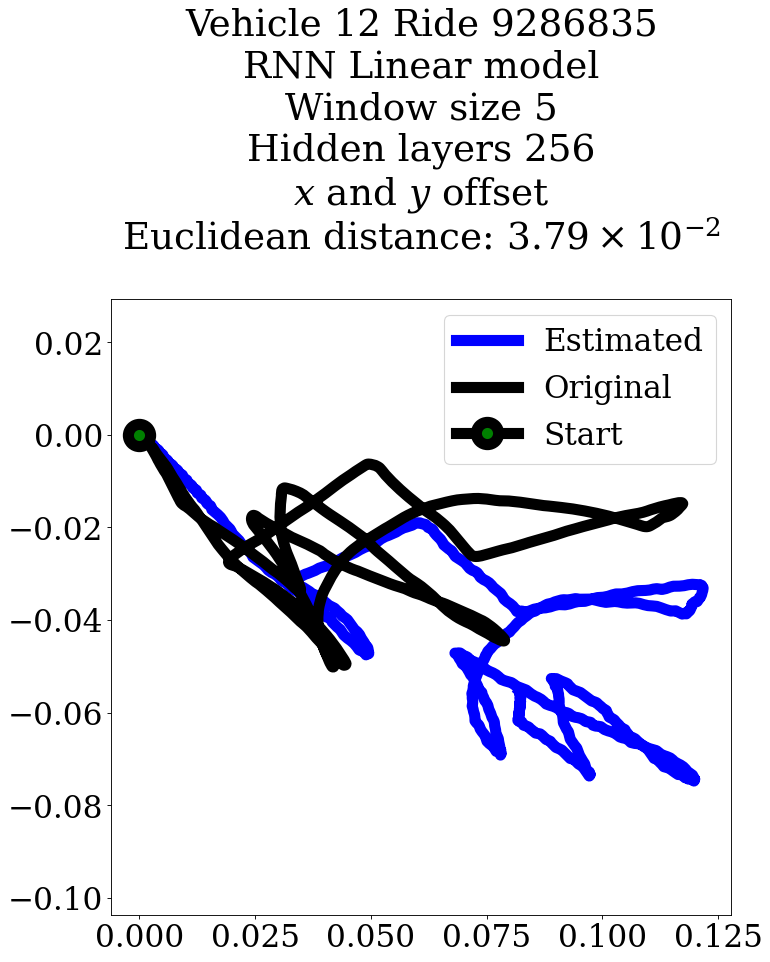 Vehicle 12 Ride 9286835
RNN Linear model
Window size 5
Hidden layers 256
x and y offset
Euclidean distance: 3.79 × 10⁻²
Estimated
Original
Start
0.02
0.00
−0.02
−0.04
−0.06
−0.08
−0.10
0.000 0.025 0.050 0.075 0.100 0.125